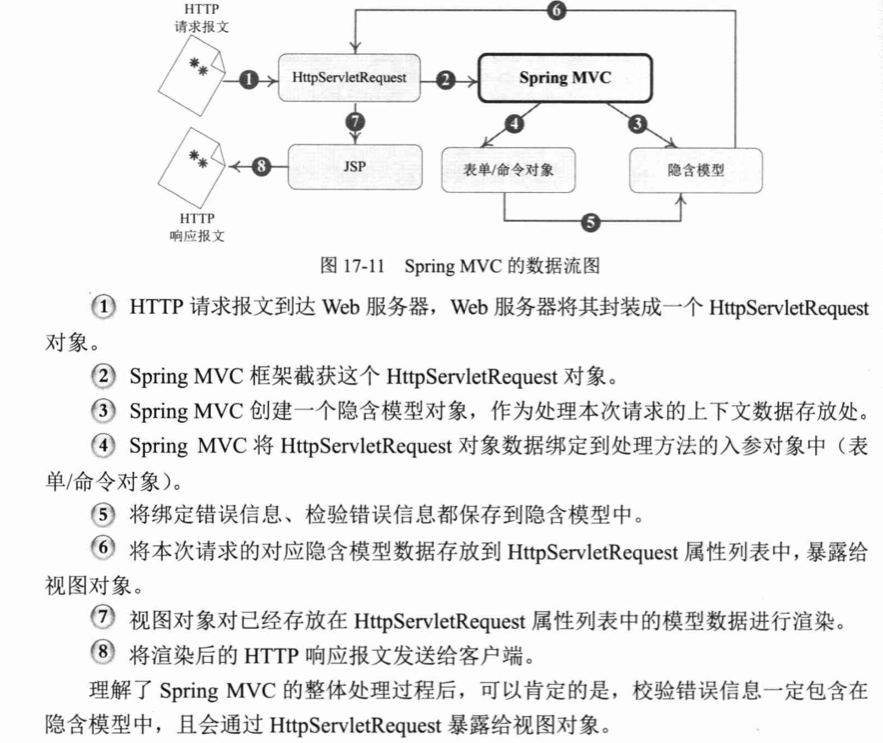 HTTP
请求报文
6
1
HttpServletRequest
2
Spring MVC
7
4
3
8
JSP
表单/命令对象
隐含模型
HTTP
响应报文
5
图 17-11 Spring MVC 的数据流图
1 HTTP 请求报文到达 Web 服务器，Web 服务器将其封装成一个 HttpServletRequest
对象。
2 Spring MVC 框架截获这个 HttpServletRequest 对象。
3 Spring MVC 创建一个隐含模型对象，作为处理本次请求的上下文数据存放处。
4 Spring MVC 将 HttpServletRequest 对象数据绑定到处理方法的入参对象中（表
单/命令对象）。
5 将绑定错误信息、检验错误信息都保存到隐含模型中。
6 将本次请求的对应隐含模型数据存放到 HttpServletRequest 属性列表中，暴露给
视图对象。
7 视图对象对已经存放在 HttpServletRequest 属性列表中的模型数据进行渲染。
8 将渲染后的 HTTP 响应报文发送给客户端。
理解了 Spring MVC 的整体处理过程后，可以肯定的是，校验错误信息一定包含在
隐含模型中，且会通过 HttpServletRequest 暴露给视图对象。